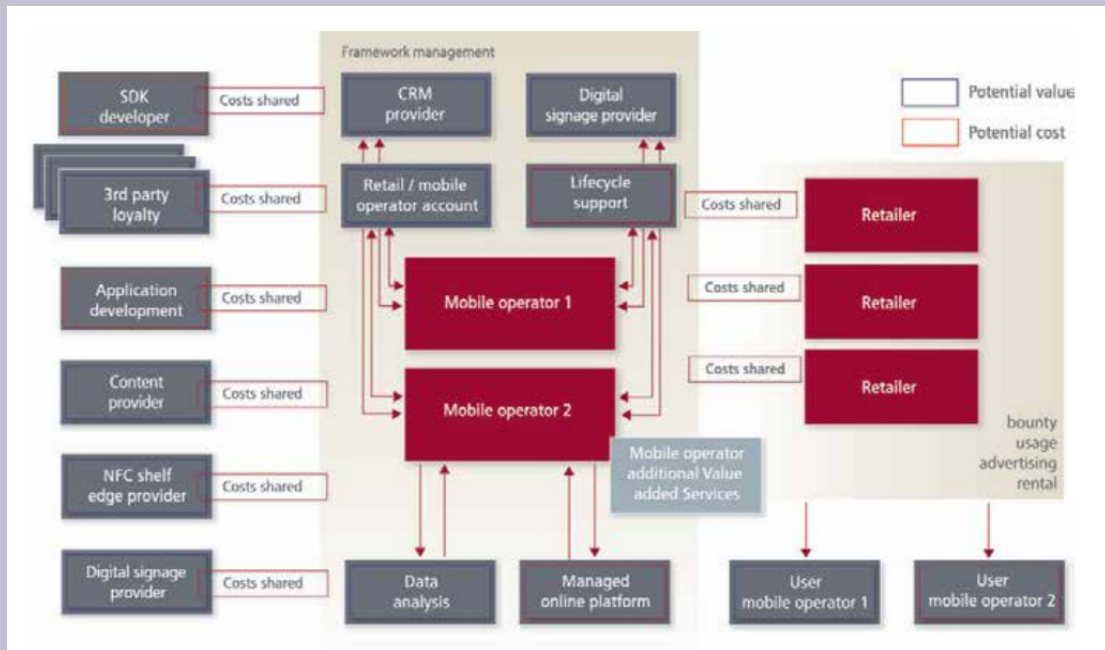 Framework management
SDK
developer
Costs shared
CRM
provider
Digital
signage provider
Potential value
Potential cost
3rd party
loyalty
Costs shared
Retail / mobile
operator account
Lifecycle
support
Costs shared
Retailer
Application
development
Costs shared
Mobile operator 1
Costs shared
Retailer
Content
provider
Costs shared
Mobile operator 2
Costs shared
Retailer
bounty
usage
advertising
rental
Mobile operator
additional Value
added Services
NFC shelf
edge provider
Costs shared
Digital signage
provider
Costs shared
Data
analysis
Managed
online platform
User
mobile operator 1
User
mobile operator 2